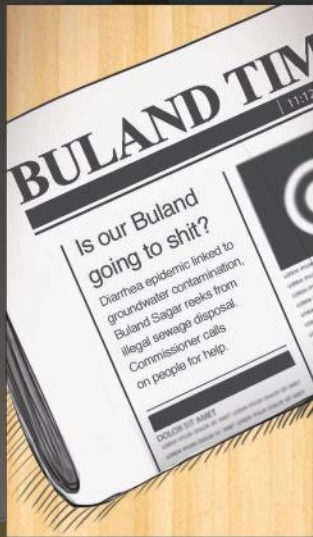 BULAND TIM
11:12
Is our Buland
going to shit?
Diarrhea epidemic linked to
groundwater contamination,
Buland Sagar reeks from
illegal sewage disposal.
Commissioner calls
on people for help.
DOLOR SIT AMET